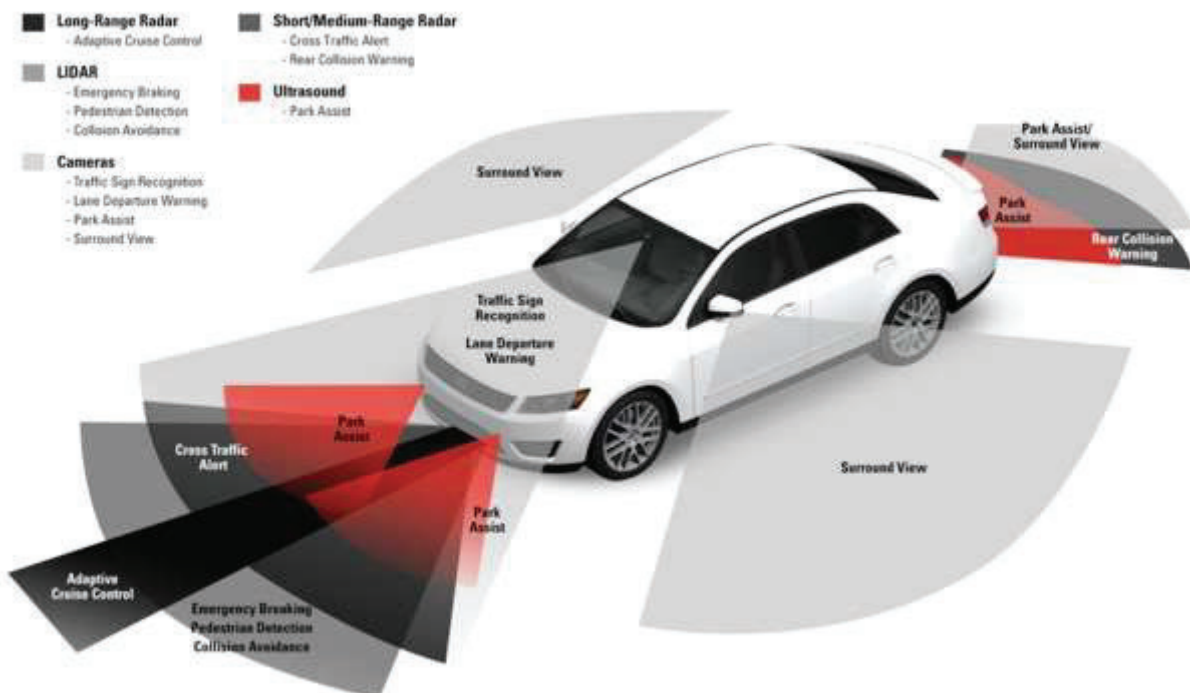 Long-Range Radar
- Adaptive Cruise Control
LIDAR
- Emergency Braking
- Pedestrian Detection
- Collision Avoidance
Cameras
- Traffic Sign Recognition
- Lane Departure Warning
- Park Assist
- Surround View
Short/Medium-Range Radar
- Cross Traffic Alert
- Rear Collision Warning
Ultrasound
- Park Assist
Surround View
Park Assist/
Surround View
Park
Assist
Rear Collision
Warning
Traffic Sign
Recognition
Lane Departure
Warning
Park
Assist
Cross Traffic
Alert
Surround View
Park
Assist
Adaptive
Cruise Control
Emergency Breaking
Pedestrian Detection
Collision Avoidance